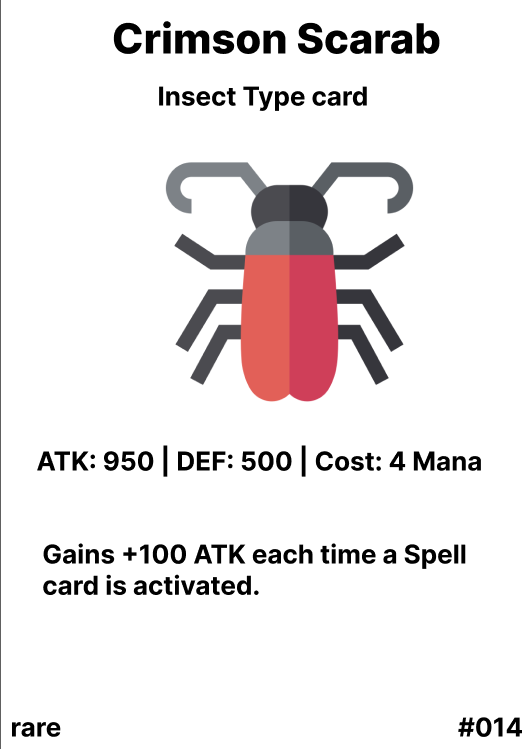 Crimson Scarab
Insect Type card
ATK: 950 | DEF: 500 | Cost: 4 Mana
Gains +100 ATK each time a Spell
card is activated.
rare
#014